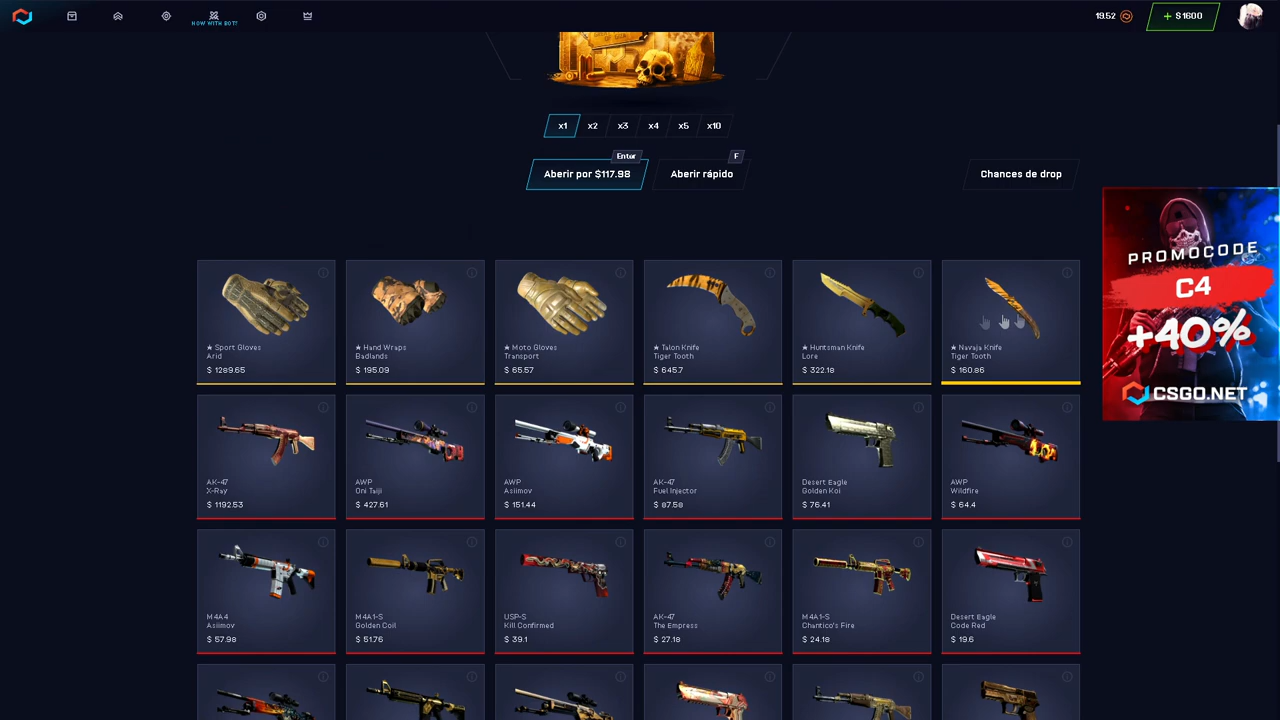 NOW WITH BOT!
19.52
+ $ 1600
x1
x2
x3
x4
x5
x10
Enter
F
Aberir por $117.98
Aberir rápido
Chances de drop
PROMOCODE
C4
+40%
CSGO.NET
★ Sport Gloves
Arid
$ 1289.65
★ Hand Wraps
Badlands
$ 195.09
★ Moto Gloves
Transport
$ 65.57
★ Talon Knife
Tiger Tooth
$ 645.7
★ Huntsman Knife
Lore
$ 322.18
★ Navaja Knife
Tiger Tooth
$ 160.86
AK-47
X-Ray
$ 1192.53
AWP
Oni Taiji
$ 427.61
AWP
Asiimov
$ 151.44
AK-47
Fuel Injector
$ 87.58
Desert Eagle
Golden Koi
$ 76.41
AWP
Wildfire
$ 64.4
M4A4
Asiimov
$ 57.98
M4A1-S
Golden Coil
$ 51.76
USP-S
Kill Confirmed
$ 39.1
AK-47
The Empress
$ 27.18
M4A1-S
Chantico's Fire
$ 24.18
Desert Eagle
Code Red
$ 19.6